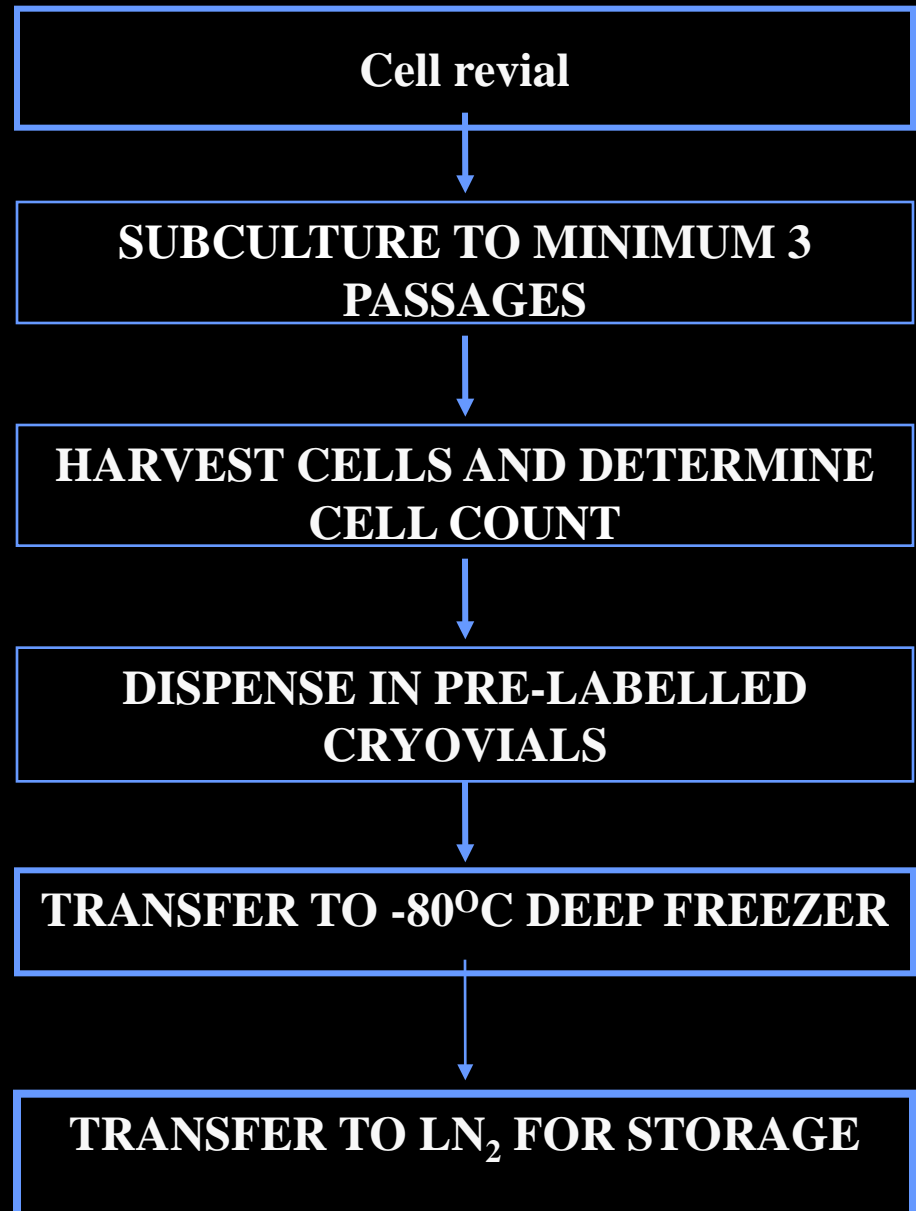 Cell revial
SUBCULTURE TO MINIMUM 3
PASSAGES
HARVEST CELLS AND DETERMINE
CELL COUNT
DISPENSE IN PRE-LABELLED
CRYOVIALS
TRANSFER TO -80ᴼC DEEP FREEZER
TRANSFER TO LN₂ FOR STORAGE